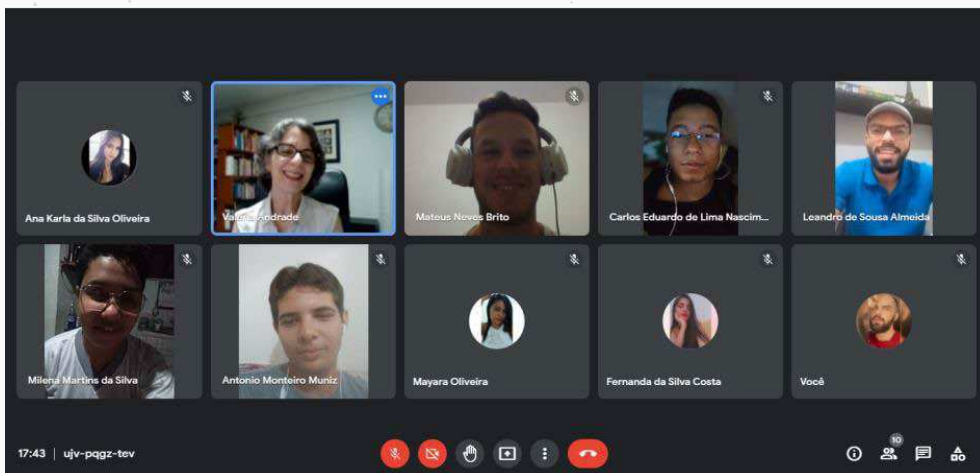 Ana Karla da Silva Oliveira
Valéria Andrade
Mateus Neves Brito
Carlos Eduardo de Lima Nascim...
Leandro de Sousa Almeida
Milena Martins da Silva
Antonio Monteiro Muniz
Mayara Oliveira
Fernanda da Silva Costa
Você
17:43 | ujv-pqgz-tev
10